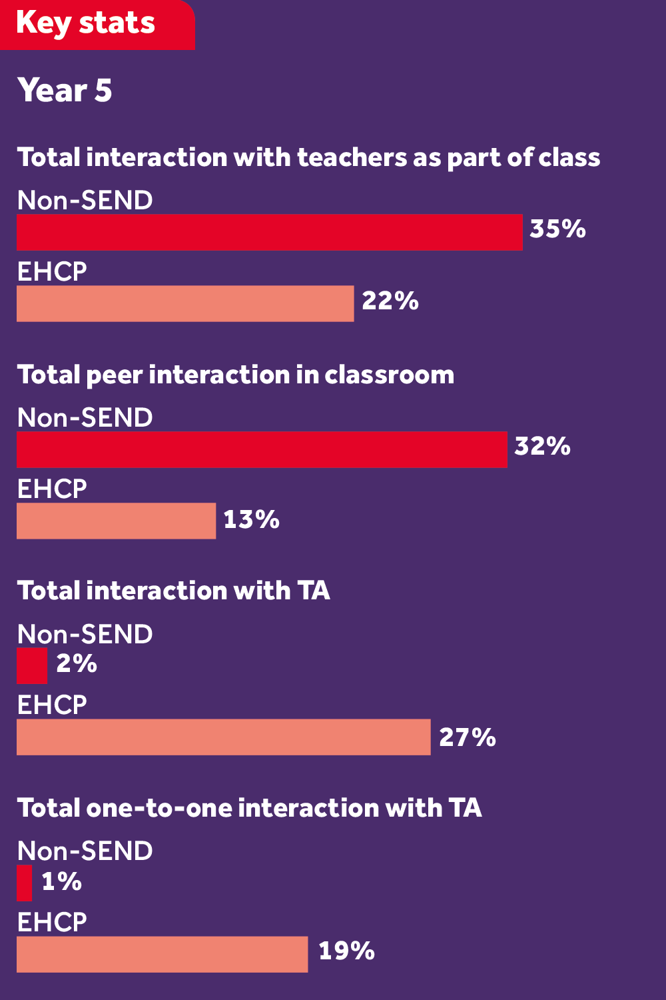 Key stats
Year 5
Total interaction with teachers as part of class
Non-SEND
35%
EHCP
22%
Total peer interaction in classroom
Non-SEND
32%
EHCP
13%
Total interaction with TA
Non-SEND
2%
EHCP
27%
Total one-to-one interaction with TA
Non-SEND
1%
EHCP
19%